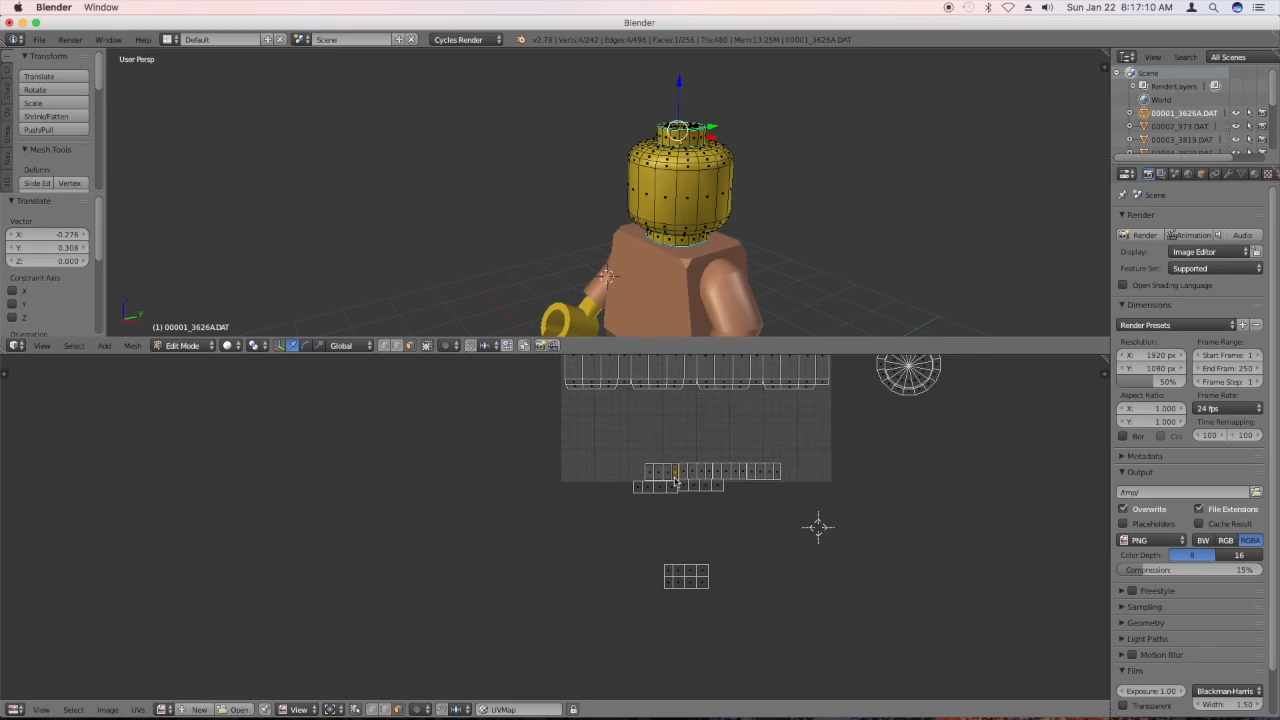 Blender Window Sun Jan 22 8:17:10 AM
Blender
File Render Window Help Default Scene Cycles Render v2.78 | Verts:4/242 | Edges:4/496 | Faces:1/256 | Tris:480 | Mem:13.25M | 00001_3626A.DAT
Transform
Translate
Rotate
Scale
Shrink/Fatten
Push/Pull
Mesh Tools
Slide Ed Vertex
Translate
Vector
X: -0.276
Y: 0.308
Z: 0.000
Constraint Axis
X
Y
Z
Orientation
User Persp
(1) 00001_3626A.DAT
View Select Add Mesh Edit Mode Global
View Search All Scenes
Scene
RenderLayers
World
00001_3626A.DAT
00002_973.DAT
00003_3819.DAT
Scene
Render
Render Animation Audio
Display: Image Editor
Feature Set: Supported
Open Shading Language
Dimensions
Render Presets
Resolution: Frame Range:
X: 1920 px Start Frame: 1
Y: 1080 px End Fram: 250
50% Frame Step: 1
Aspect Ratio: Frame Rate:
X: 1.000 24 fps
Y: 1.000 Time Remapping:
Bor Cro 100 100
Metadata
Output
/tmp/
Overwrite File Extensions
Placeholders Cache Result
PNG BW RGB RGBA
Color Depth: 8 16
Compression: 15%
Freestyle
Sampling
Geometry
Light Paths
Motion Blur
Film
Exposure: 1.00 Blackman-Harris
Transparent Width: 1.50
View Select Image UVs New Open View UVMap